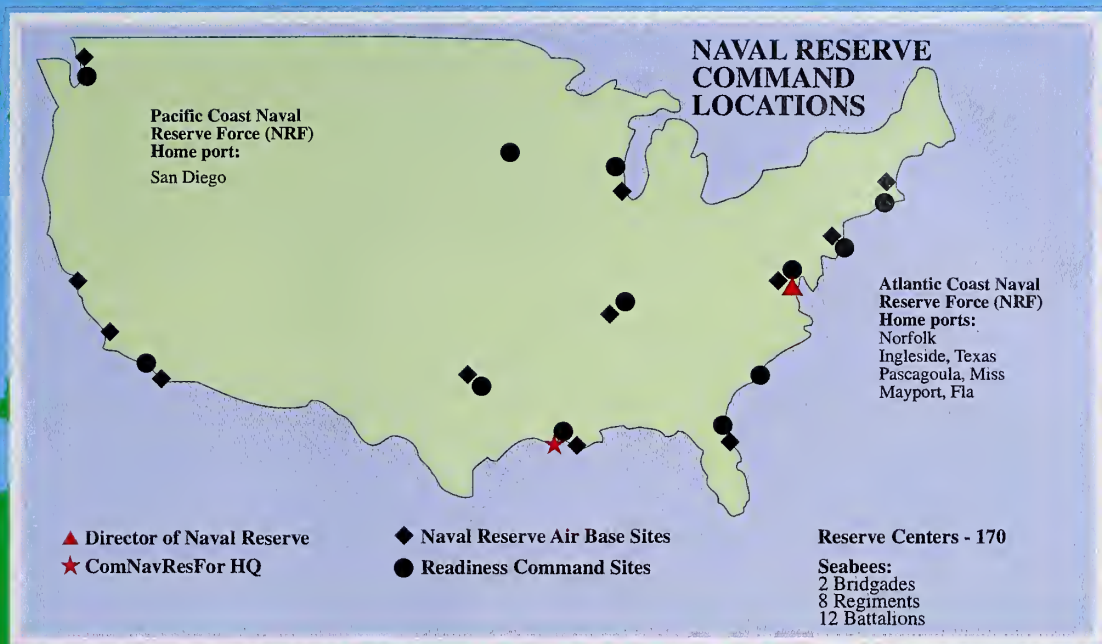 NAVAL RESERVE
COMMAND
LOCATIONS
Pacific Coast Naval
Reserve Force (NRF)
Home port:
San Diego
Atlantic Coast Naval
Reserve Force (NRF)
Home ports:
Norfolk
Ingleside, Texas
Pascagoula, Miss
Mayport, Fla
Director of Naval Reserve
ComNavResFor HQ
Naval Reserve Air Base Sites
Readiness Command Sites
Reserve Centers - 170
Seabees:
2 Bridgades
8 Regiments
12 Battalions